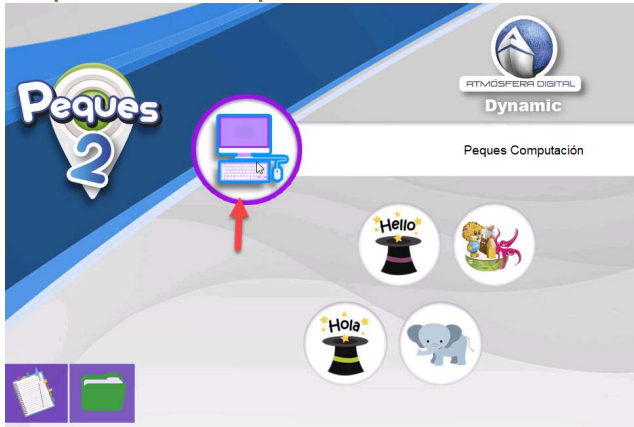 Peques
2
ATMÓSFERA DIGITAL
Dynamic
Peques Computación
Hello
Hola